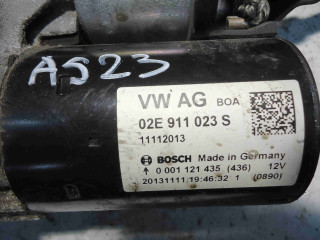 AS23
VW AG BOA
02E 911 023 S
11112013
BOSCH Made in Germany
0 001 121 435 (436) 12V
20131111 19:46:32 1 (0890)